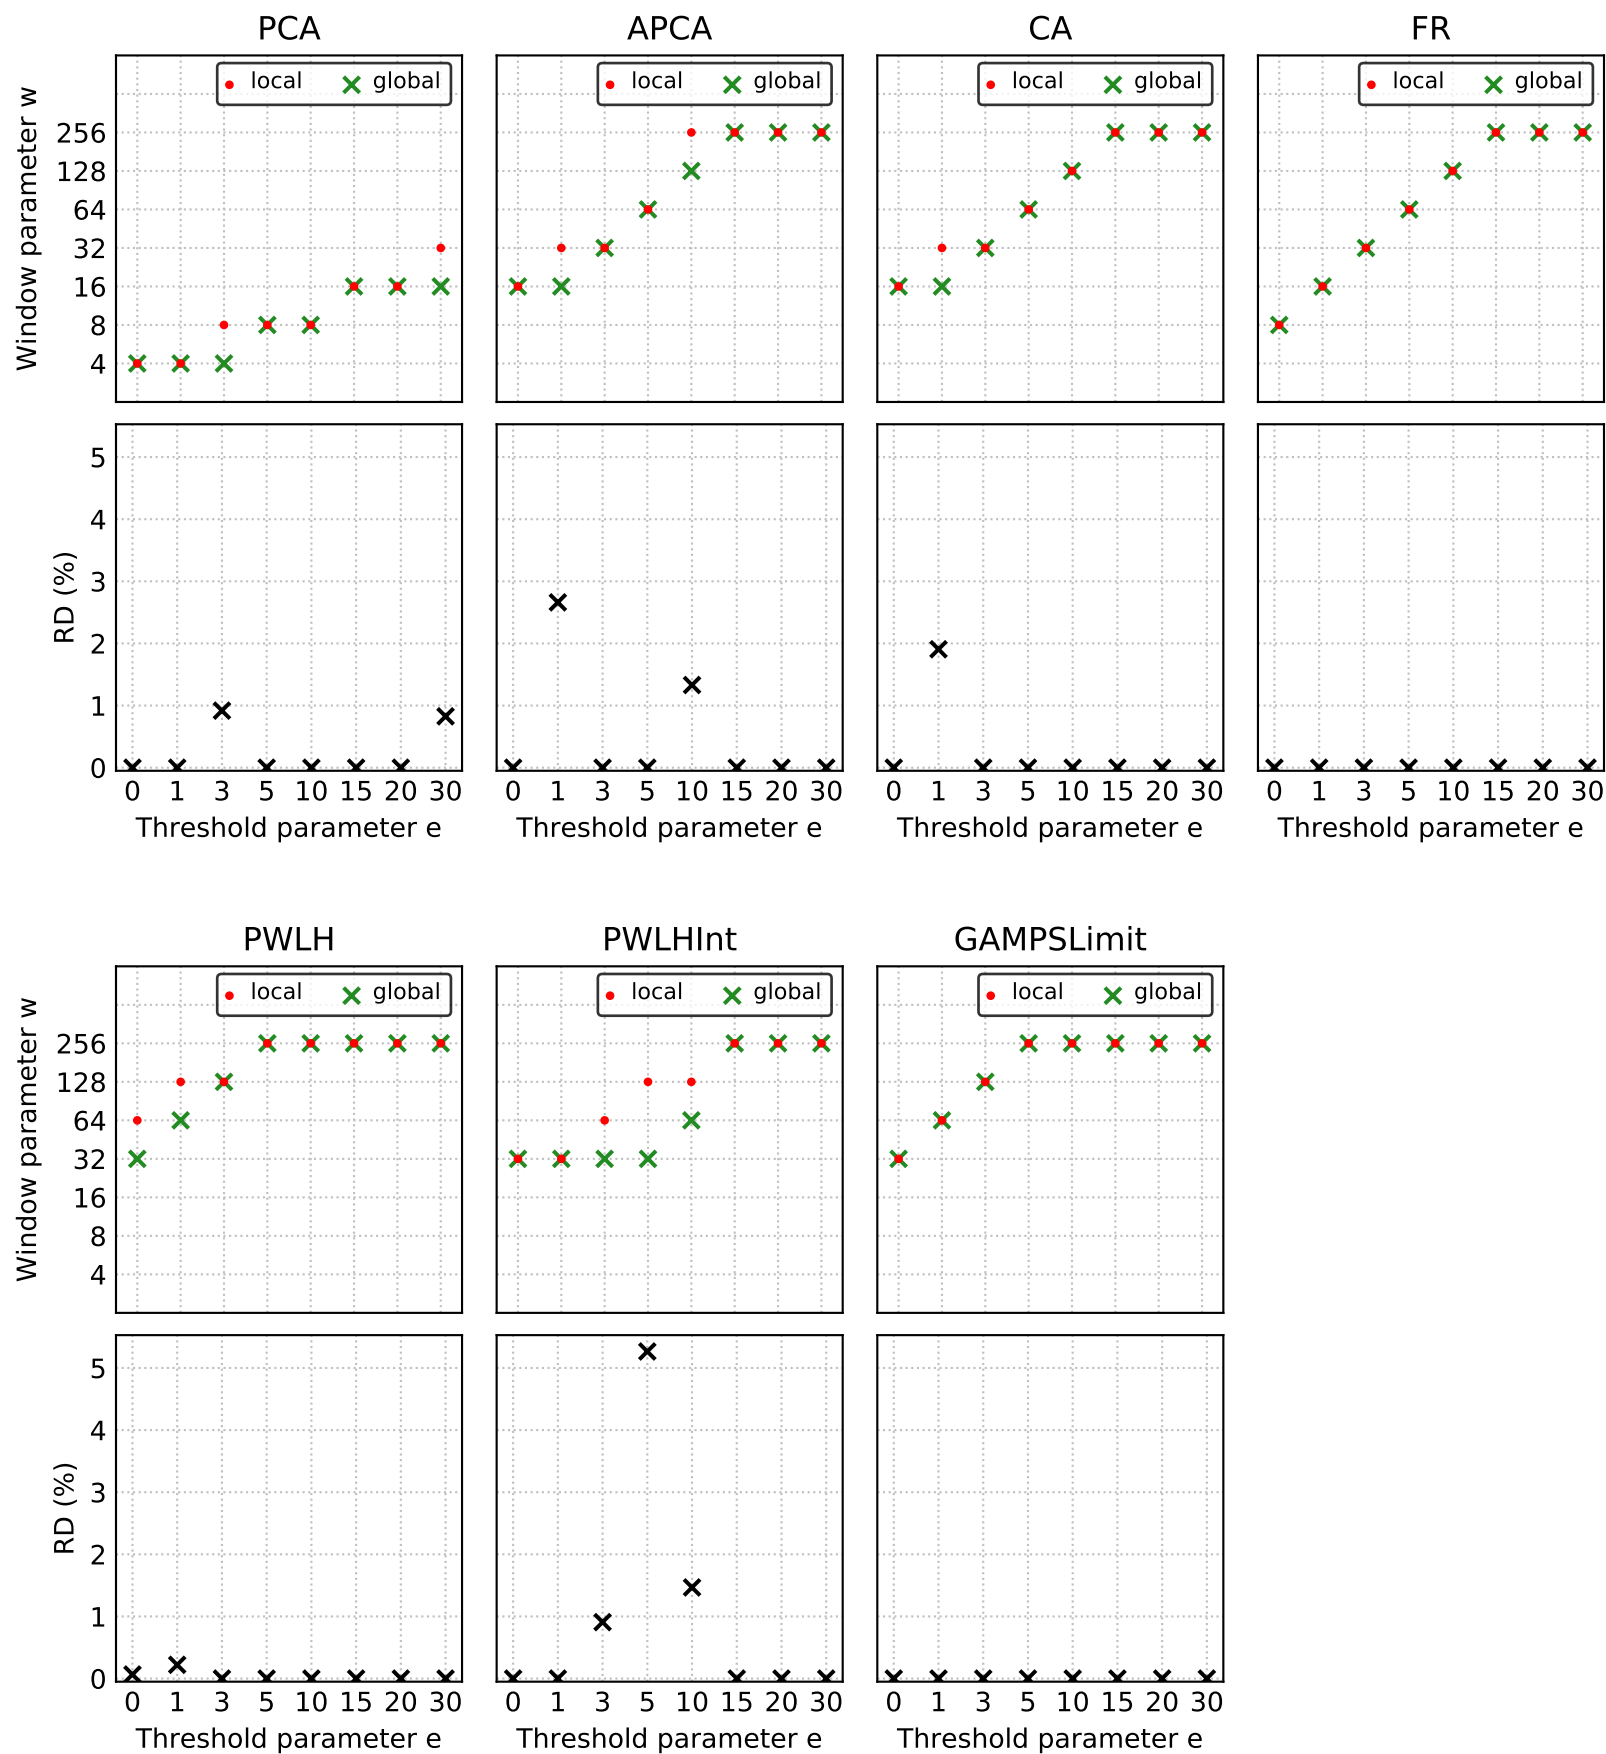 PCA APCA CA FR
local global local global local global local global
Window parameter w
256
128
64
32
16
8
4
RD (%)
5
4
3
2
1
0
0 1 3 5 10 15 20 30 0 1 3 5 10 15 20 30 0 1 3 5 10 15 20 30 0 1 3 5 10 15 20 30
Threshold parameter e Threshold parameter e Threshold parameter e Threshold parameter e
PWLH PWLHInt GAMPSLimit
local global local global local global
Window parameter w
256
128
64
32
16
8
4
RD (%)
5
4
3
2
1
0
0 1 3 5 10 15 20 30 0 1 3 5 10 15 20 30 0 1 3 5 10 15 20 30
Threshold parameter e Threshold parameter e Threshold parameter e